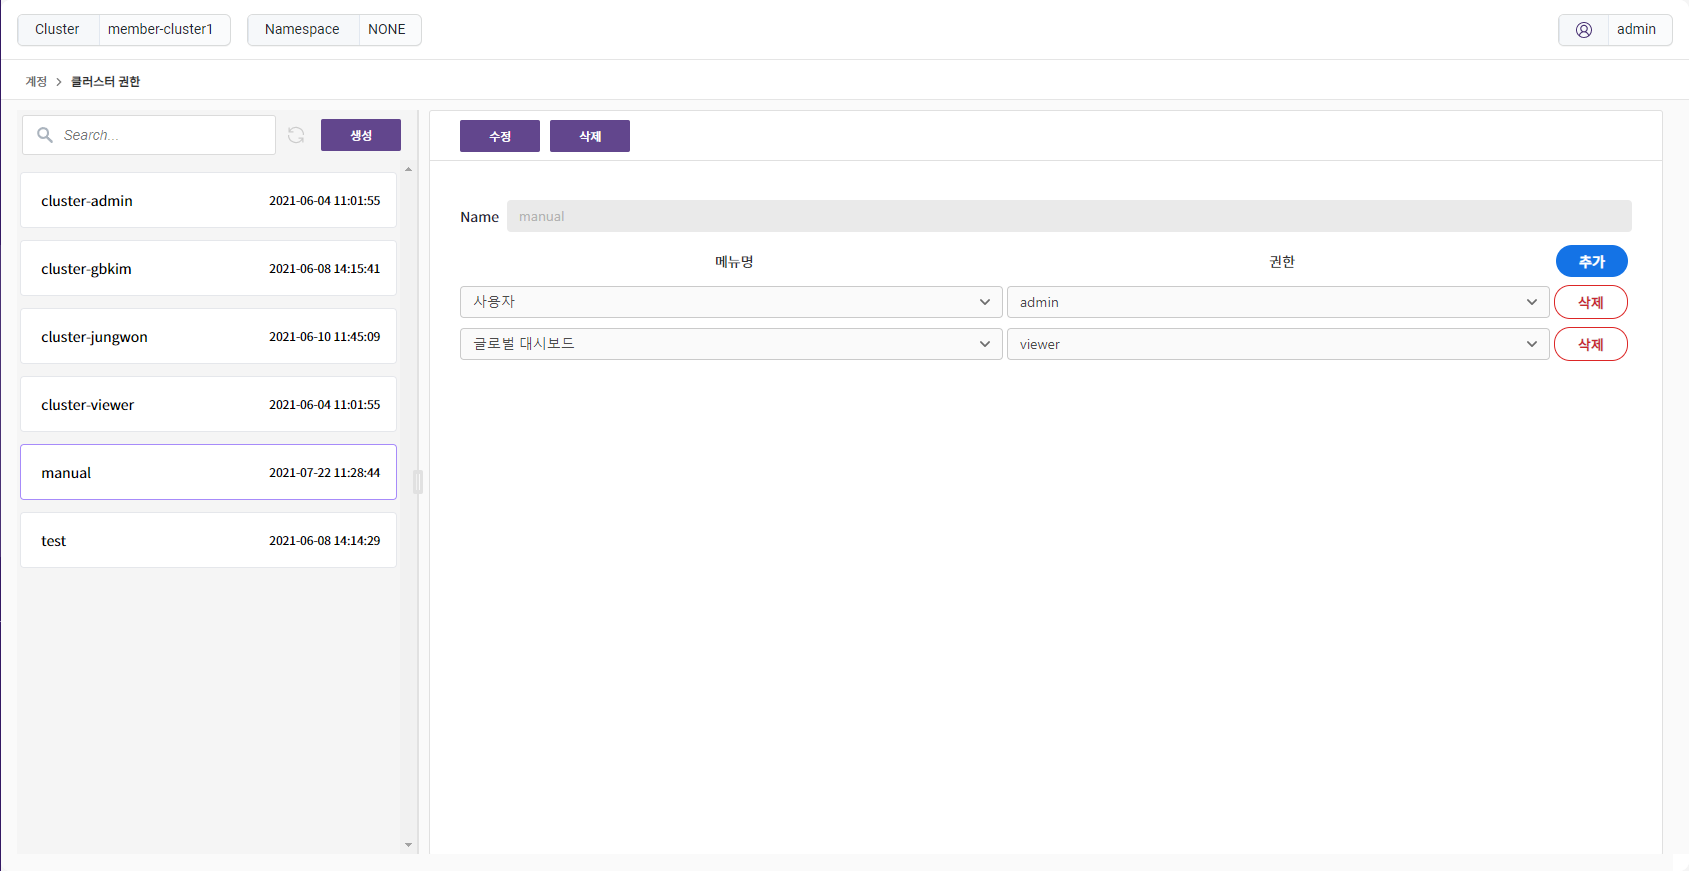 Cluster member-cluster1 Namespace NONE admin
계정 > 클러스터 권한
Search... 생성
cluster-admin 2021-06-04 11:01:55
cluster-gbkim 2021-06-08 14:15:41
cluster-jungwon 2021-06-10 11:45:09
cluster-viewer 2021-06-04 11:01:55
manual 2021-07-22 11:28:44
test 2021-06-08 14:14:29
수정 삭제
Name manual
메뉴명 권한 추가
사용자 admin 삭제
글로벌 대시보드 viewer 삭제